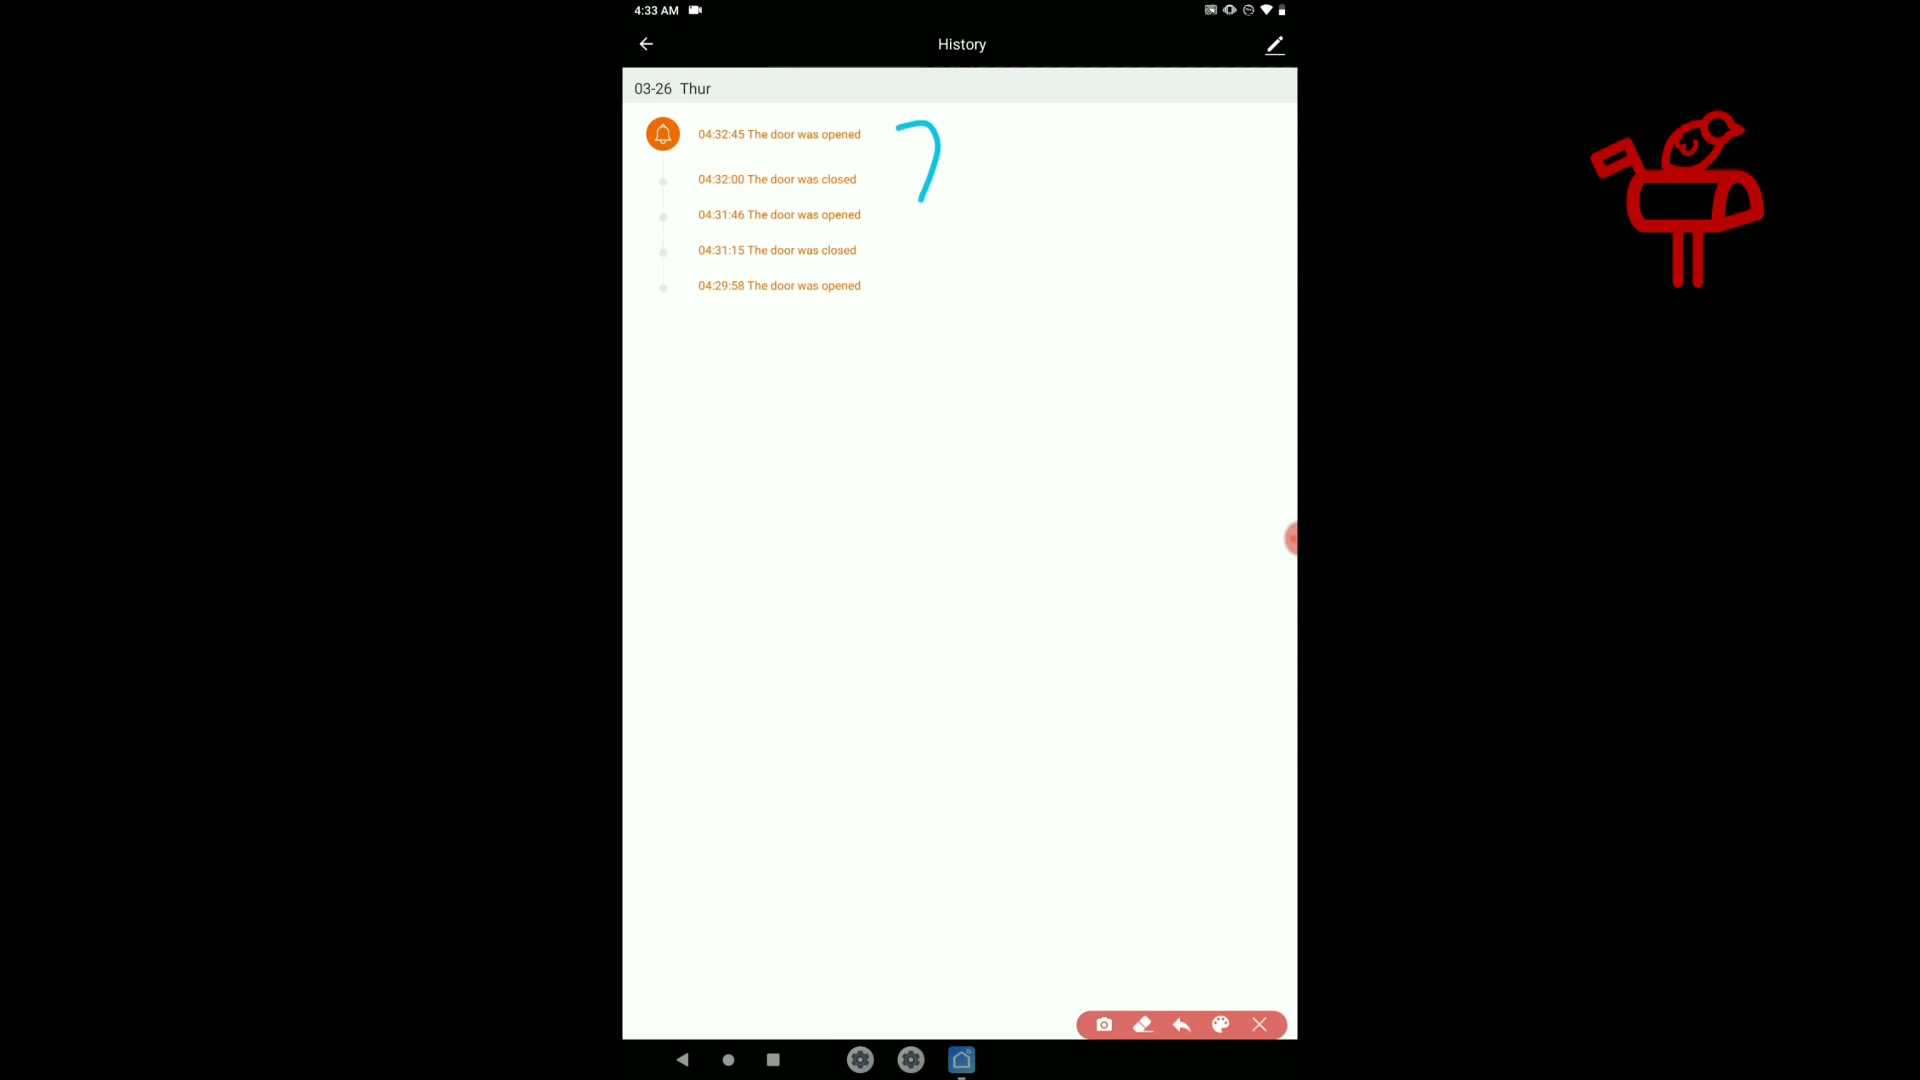 4:33 AM
History
03-26 Thur
04:32:45 The door was opened
04:32:00 The door was closed
04:31:46 The door was opened
04:31:15 The door was closed
04:29:58 The door was opened